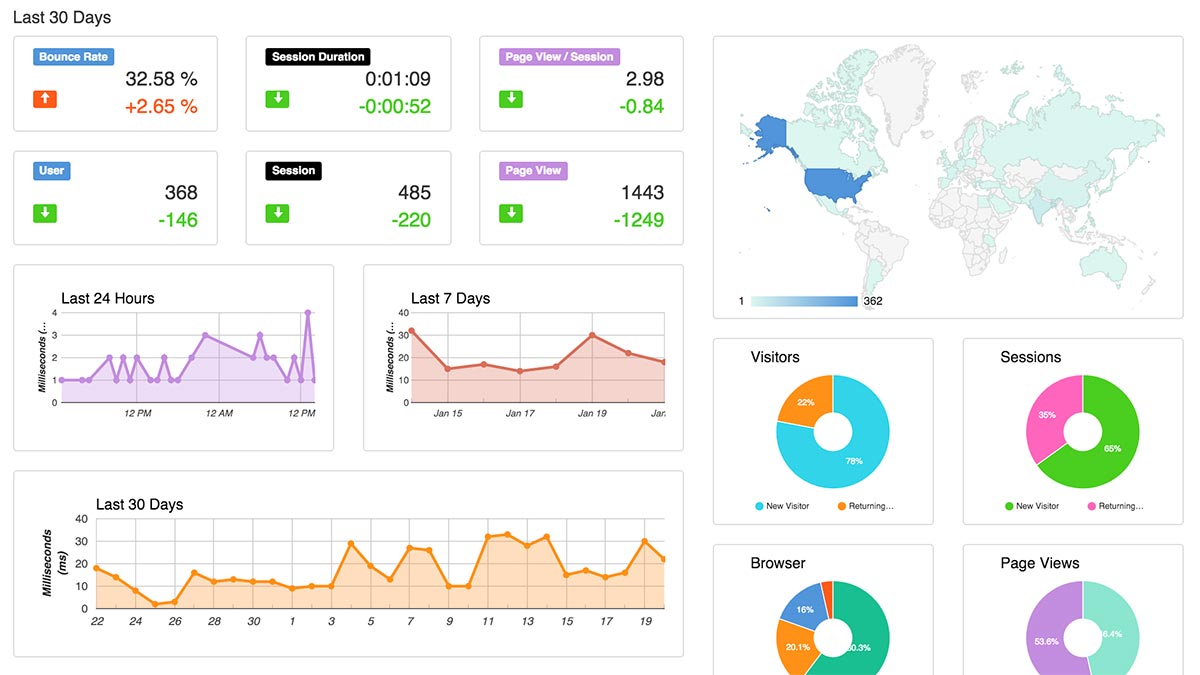 Last 30 Days
Bounce Rate
32.58 %
+2.65 %
Session Duration
0:01:09
-0:00:52
Page View / Session
2.98
-0.84
User
368
-146
Session
485
-220
Page View
1443
-1249
1
362
Last 24 Hours
Milliseconds (...
4
3
2
1
0
12 PM
12 AM
12 PM
Last 7 Days
Milliseconds (...
40
30
20
10
0
Jan 15
Jan 17
Jan 19
Jan.
Visitors
22%
78%
New Visitor
Returning...
Sessions
35%
65%
New Visitor
Returning...
Last 30 Days
Milliseconds
(ms)
40
30
20
10
0
22
24
26
28
30
1
3
5
7
9
11
13
15
17
19
Browser
16%
20.1%
60.3%
Page Views
53.6%